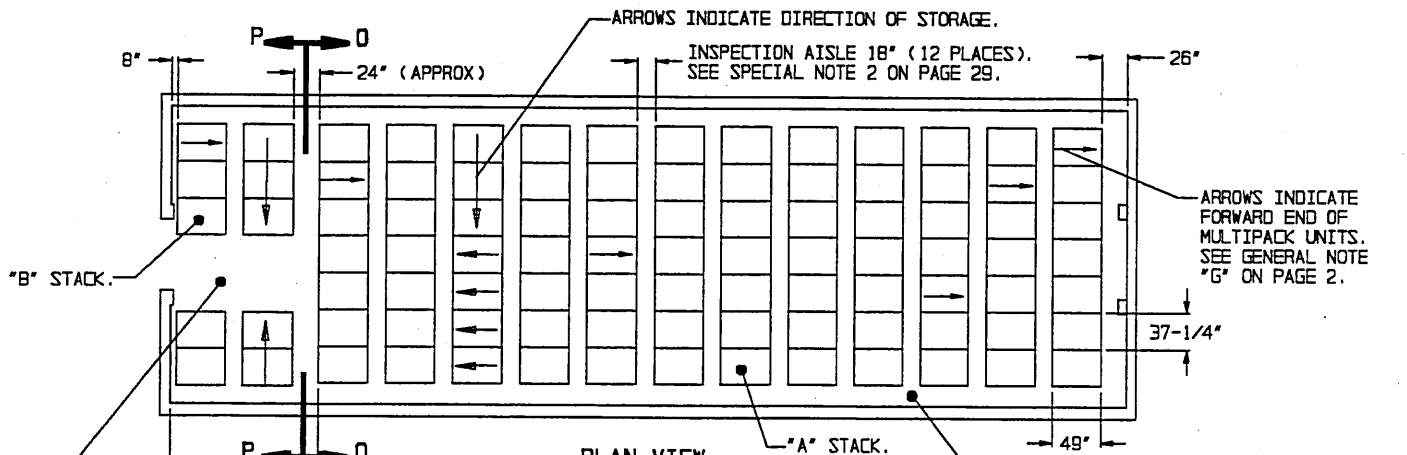 ARROWS INDICATE DIRECTION OF STORAGE.
P O
8"
24" (APPROX)
INSPECTION AISLE 18" (12 PLACES).
SEE SPECIAL NOTE 2 ON PAGE 29.
26"
ARROWS INDICATE
FORWARD END OF
MULTIPACK UNITS.
SEE GENERAL NOTE
"G" ON PAGE 2.
"B" STACK.
37-1/4"
P O
PLAN VIEW
"A" STACK.
49"